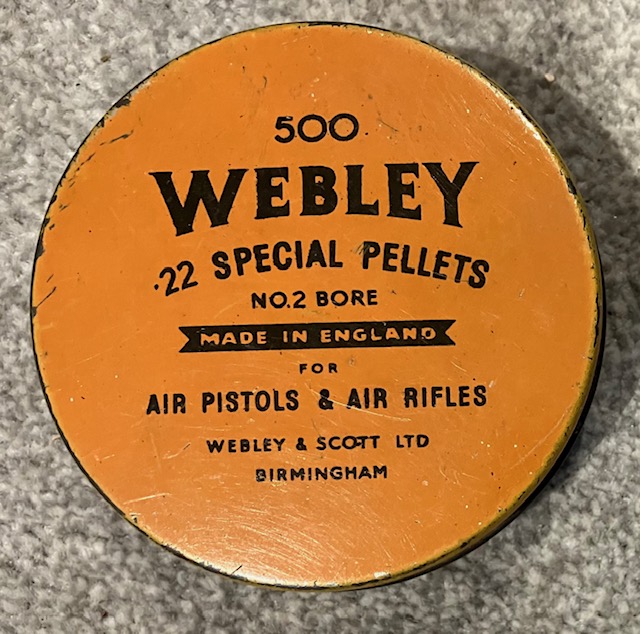 500
WEBLEY
.22 SPECIAL PELLETS
NO.2 BORE
MADE IN ENGLAND
FOR
AIR PISTOLS & AIR RIFLES
WEBLEY & SCOTT LTD
BIRMINGHAM